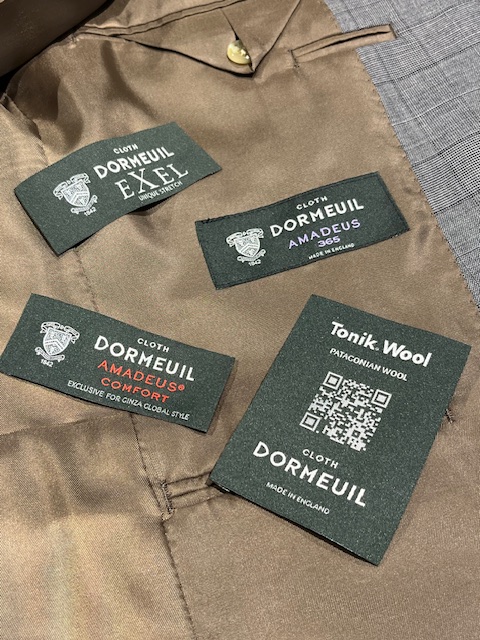 CLOTH
DORMEUIL
EXEL
UNIQUE STRETCH
1842
CLOTH
DORMEUIL
AMADEUS
365
MADE IN ENGLAND
1842
CLOTH
DORMEUIL
AMADEUS®
COMFORT
EXCLUSIVE FOR GINZA GLOBAL STYLE
1842
Tonik. Wool
PATAGONIAN WOOL
CLOTH
DORMEUIL
MADE IN ENGLAND